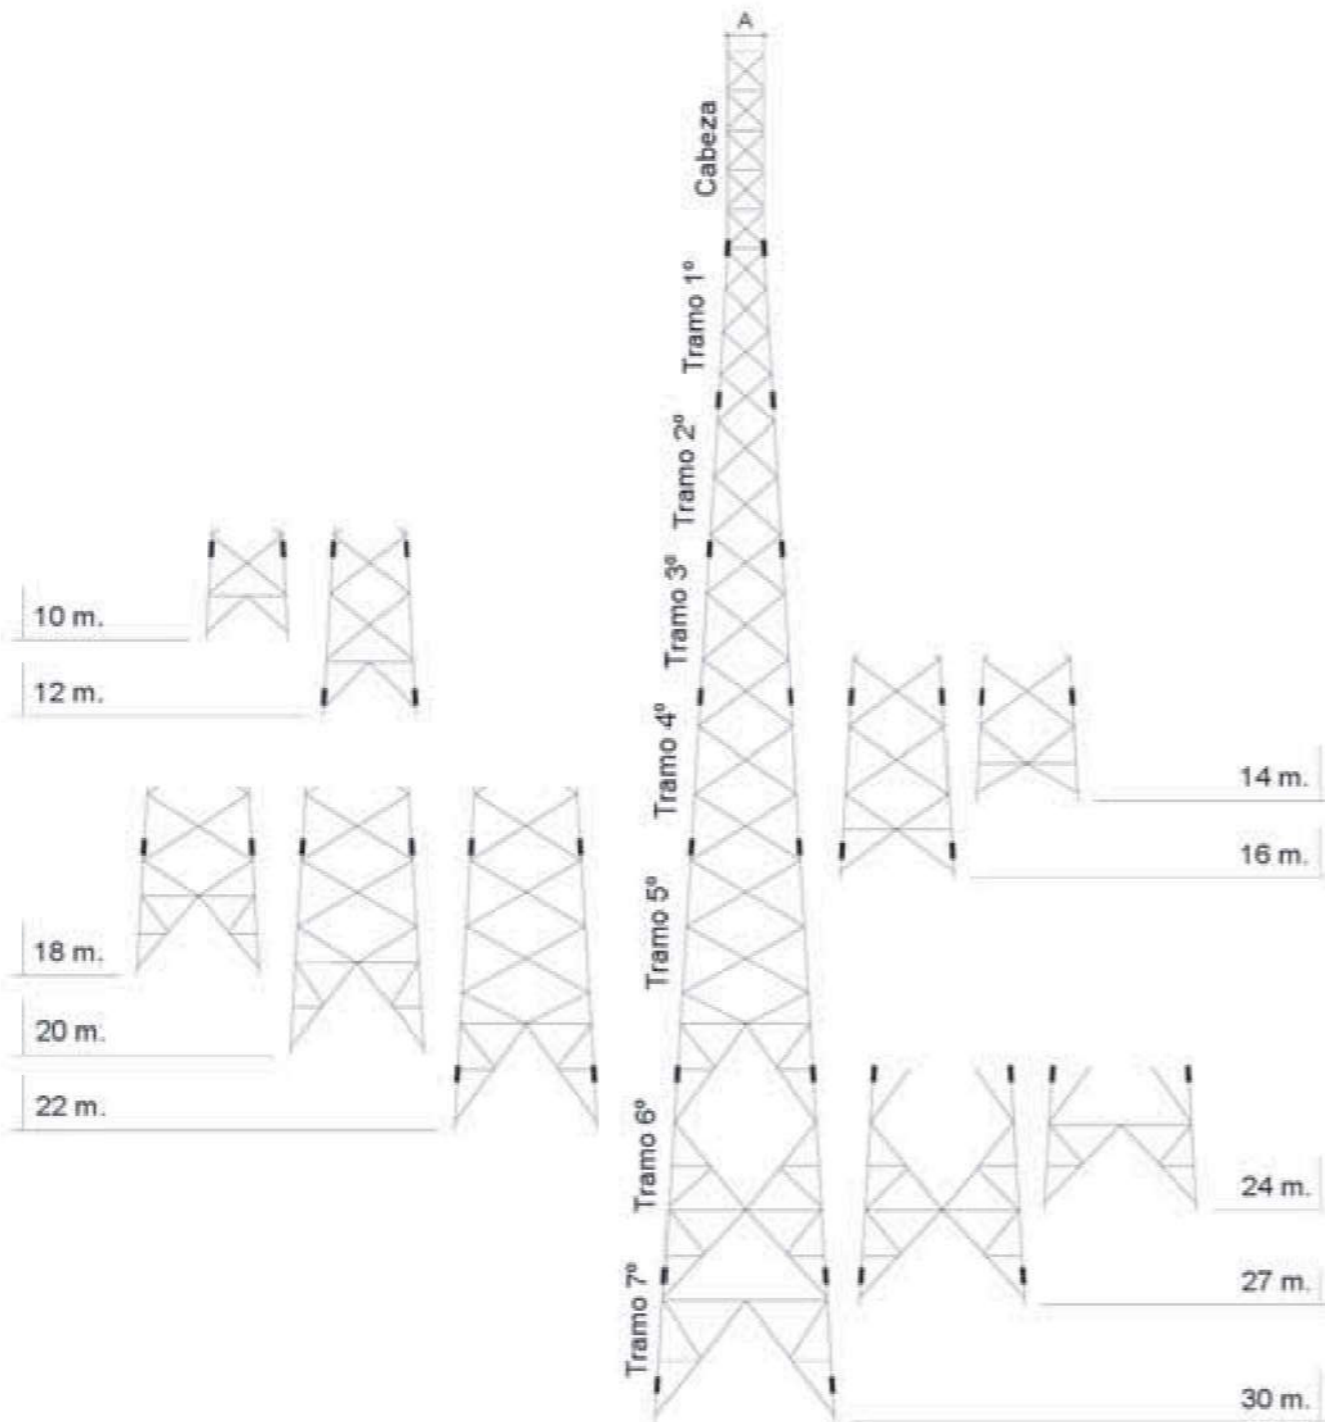 A
Cabeza
Tramo 1º
Tramo 2º
Tramo 3º
Tramo 4º
Tramo 5º
Tramo 6º
Tramo 7º
10 m.
12 m.
14 m.
16 m.
18 m.
20 m.
22 m.
24 m.
27 m.
30 m.